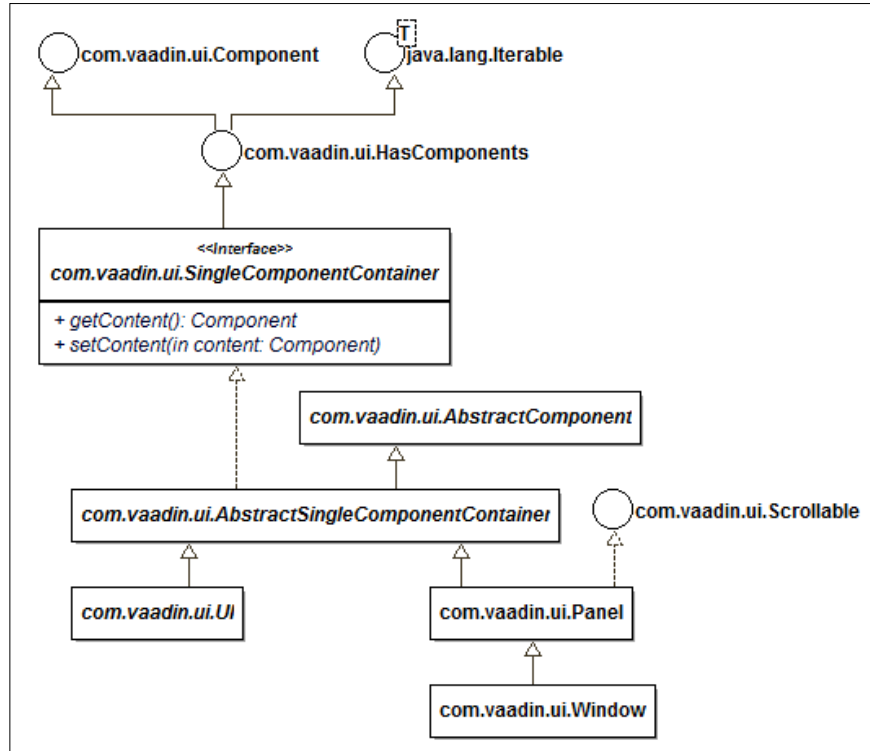 com.vaadin.ui.Component
T
java.lang.Iterable
com.vaadin.ui.HasComponents
<<Interface>>
com.vaadin.ui.SingleComponentContainer
+ getContent(): Component
+ setContent(in content: Component)
com.vaadin.ui.AbstractComponent
com.vaadin.ui.AbstractSingleComponentContainer
com.vaadin.ui.Scrollable
com.vaadin.ui.UI
com.vaadin.ui.Panel
com.vaadin.ui.Window